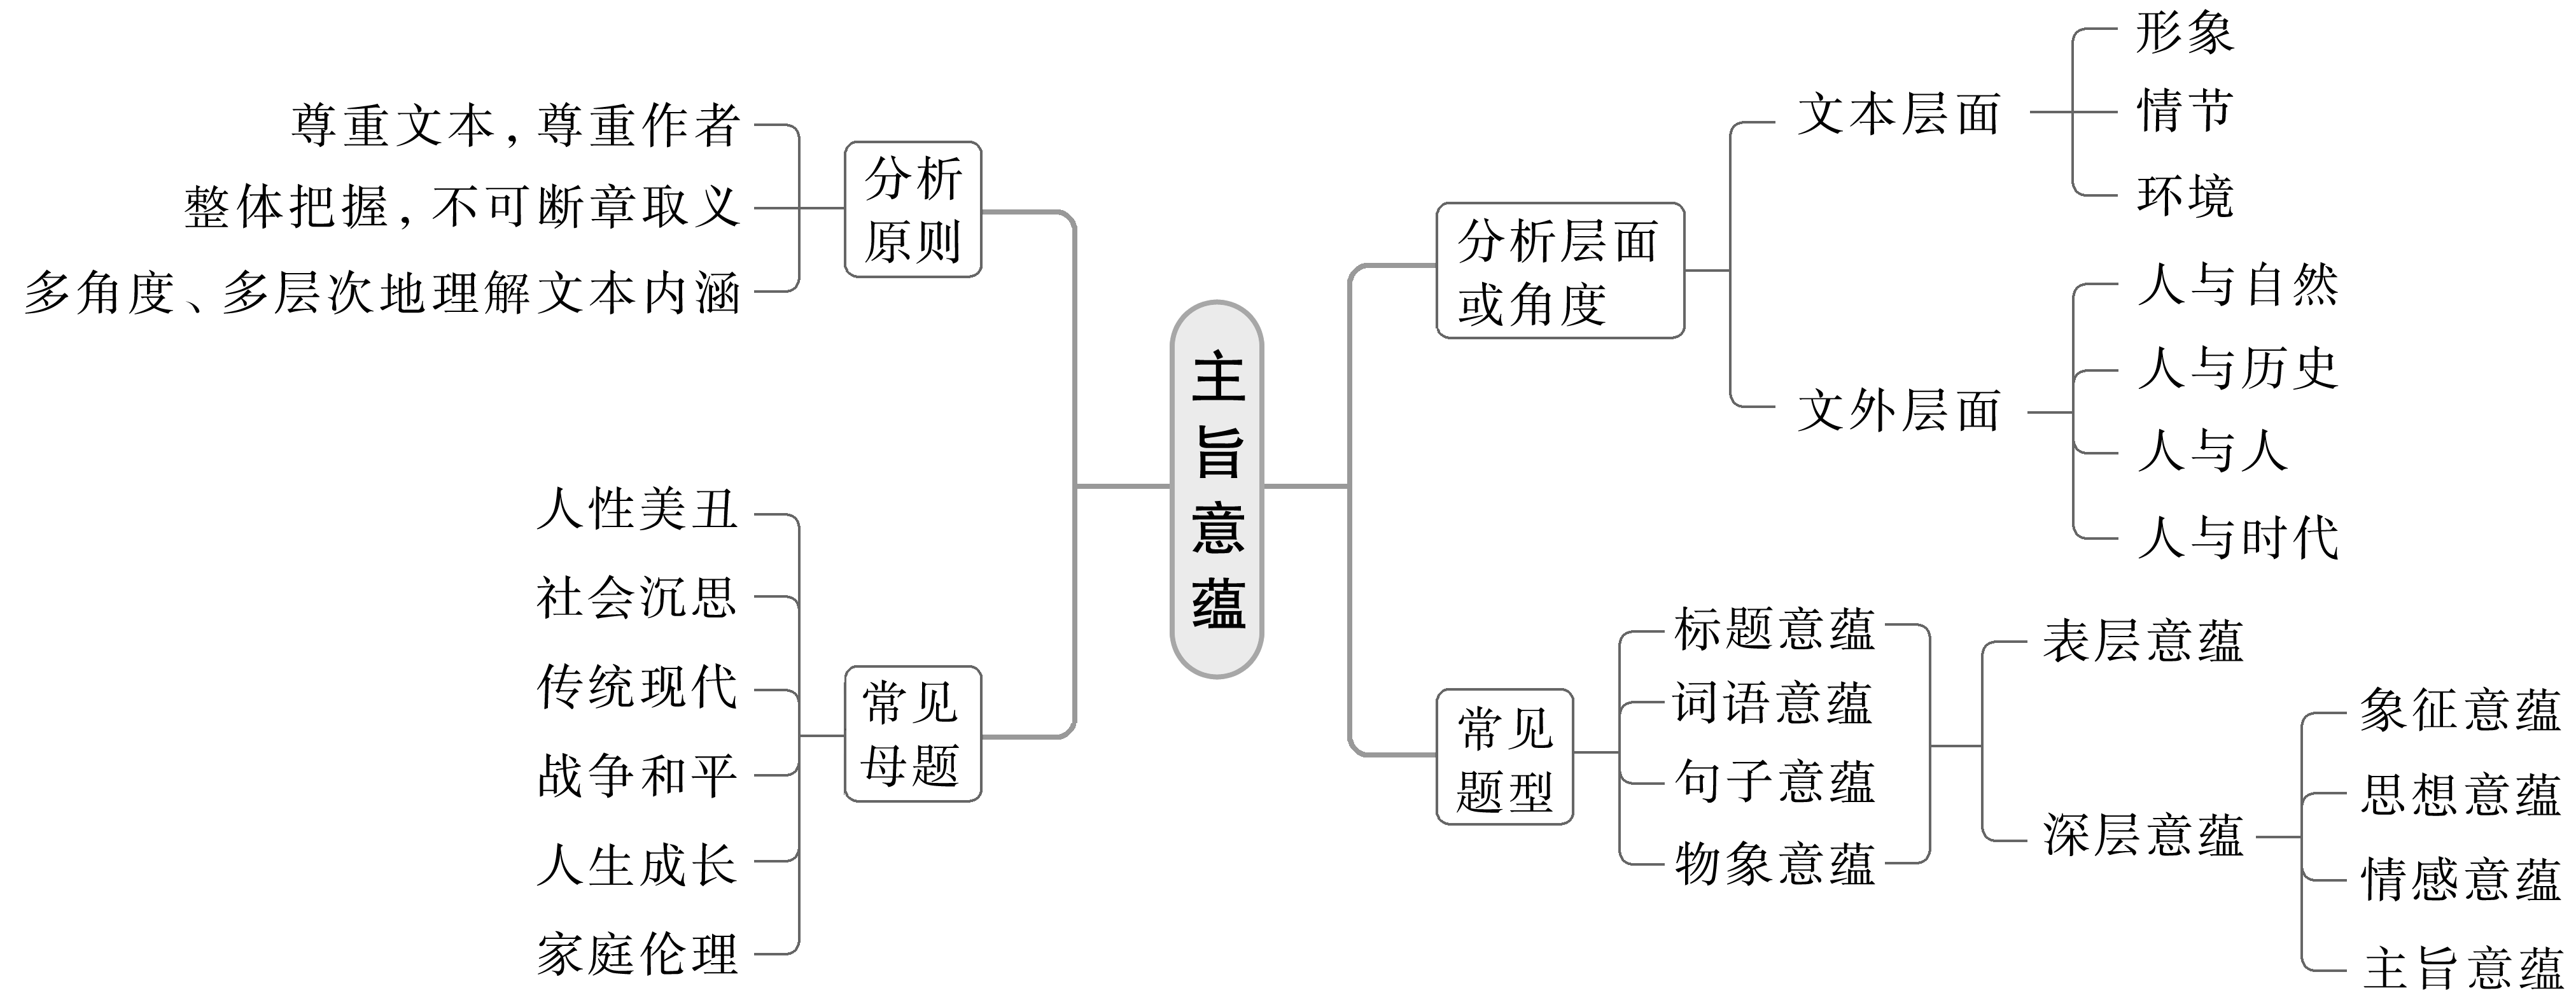 主旨意蕴
分析
原则
尊重文本，尊重作者
整体把握，不可断章取义
多角度、多层次地理解文本内涵
常见
母题
人性美丑
社会沉思
传统现代
战争和平
人生成长
家庭伦理
分析层面
或角度
文本层面
形象
情节
环境
文外层面
人与自然
人与历史
人与人
人与时代
常见
题型
标题意蕴
词语意蕴
句子意蕴
物象意蕴
表层意蕴
深层意蕴
象征意蕴
思想意蕴
情感意蕴
主旨意蕴